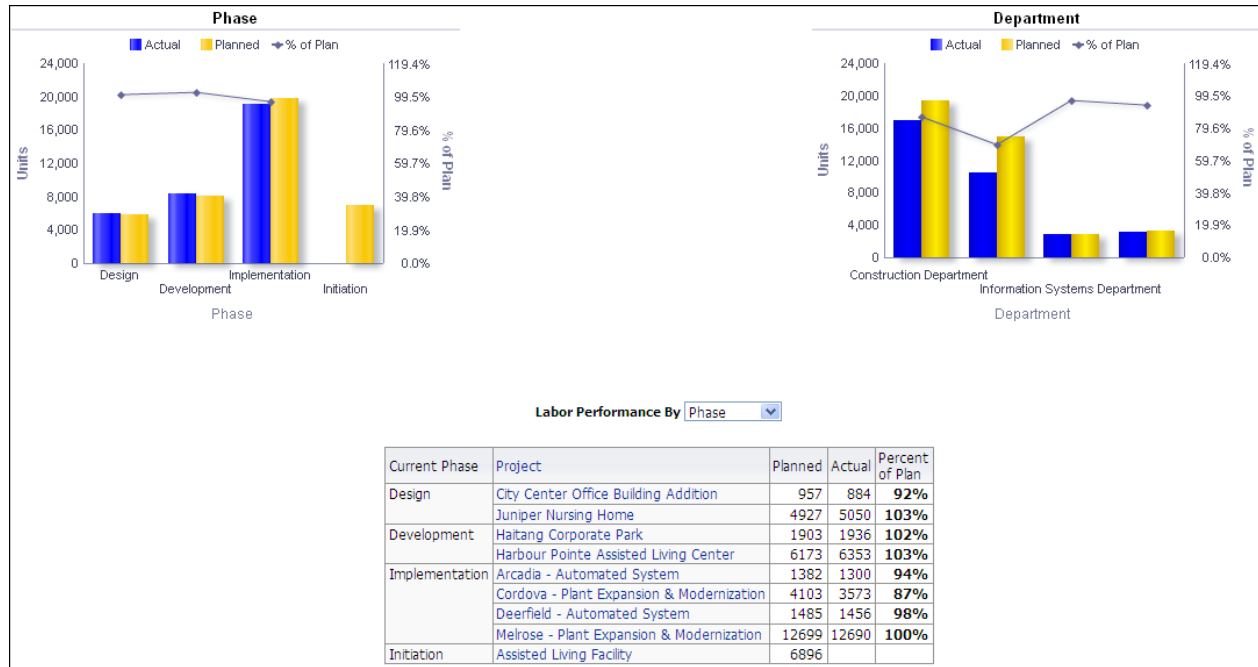 Phase
Actual Planned % of Plan
24,000
20,000
16,000
12,000
8,000
4,000
0
Units
119.4%
99.5%
79.6%
59.7%
39.8%
19.9%
0.0%
% of Plan
Design
Development
Implementation
Initiation
Phase
Department
Actual Planned % of Plan
24,000
20,000
16,000
12,000
8,000
4,000
0
Units
119.4%
99.5%
79.6%
59.7%
39.8%
19.9%
0.0%
% of Plan
Construction Department
Information Systems Department
Department
Labor Performance By Phase
Current Phase Project Planned Actual Percent of Plan
Design City Center Office Building Addition 957 884 92%
Juniper Nursing Home 4927 5050 103%
Development Haitang Corporate Park 1903 1936 102%
Harbour Pointe Assisted Living Center 6173 6353 103%
Implementation Arcadia - Automated System 1382 1300 94%
Cordova - Plant Expansion & Modernization 4103 3573 87%
Deerfield - Automated System 1485 1456 98%
Melrose - Plant Expansion & Modernization 12699 12690 100%
Initiation Assisted Living Facility 6896